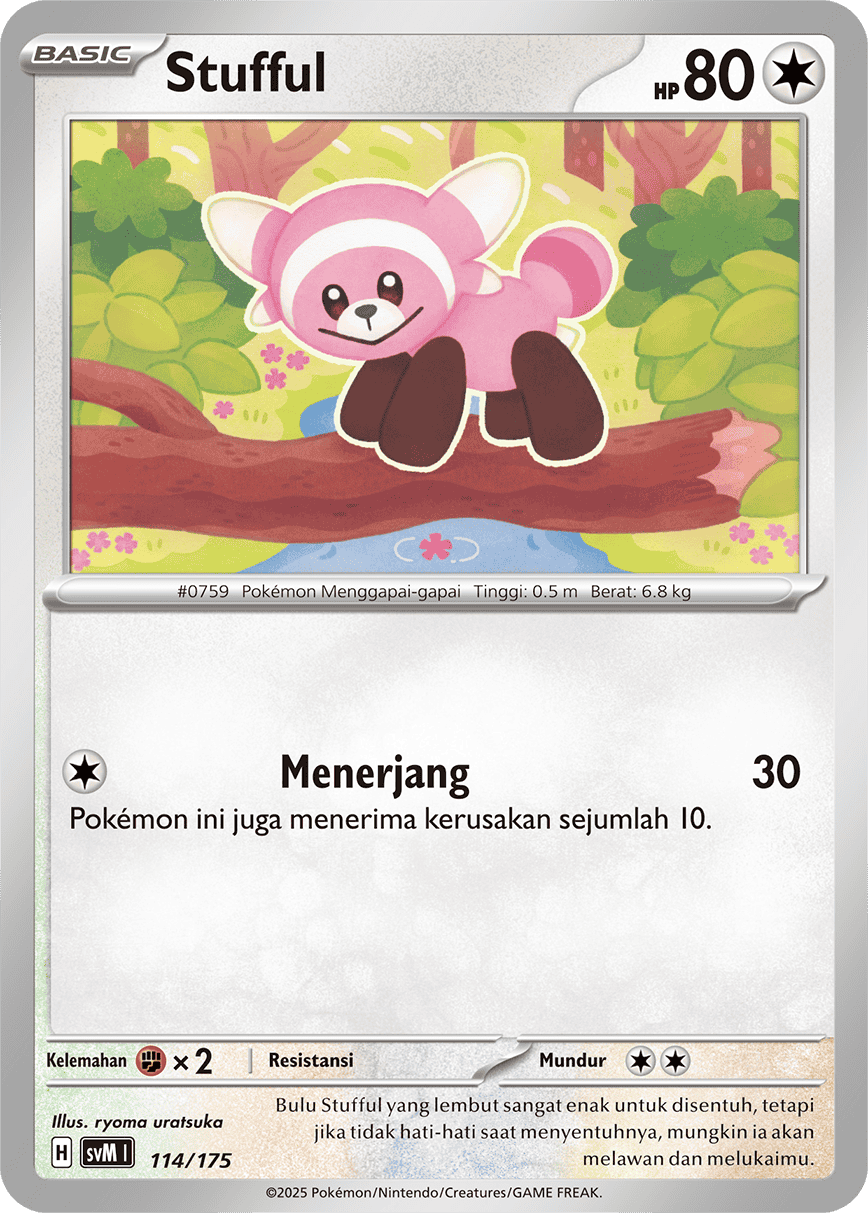 BASIC
Stufful
HP 80
#0759 Pokémon Menggapai-gapai Tinggi: 0.5 m Berat: 6.8 kg
Menerjang 30
Pokémon ini juga menerima kerusakan sejumlah 10.
Kelemahan ×2 Resistansi Mundur
Bulu Stufful yang lembut sangat enak untuk disentuh, tetapi
jika tidak hati-hati saat menyentuhnya, mungkin ia akan
melawan dan melukaimu.
Illus. ryoma uratsuka
H svM I 114/175
©2025 Pokémon/Nintendo/Creatures/GAME FREAK.